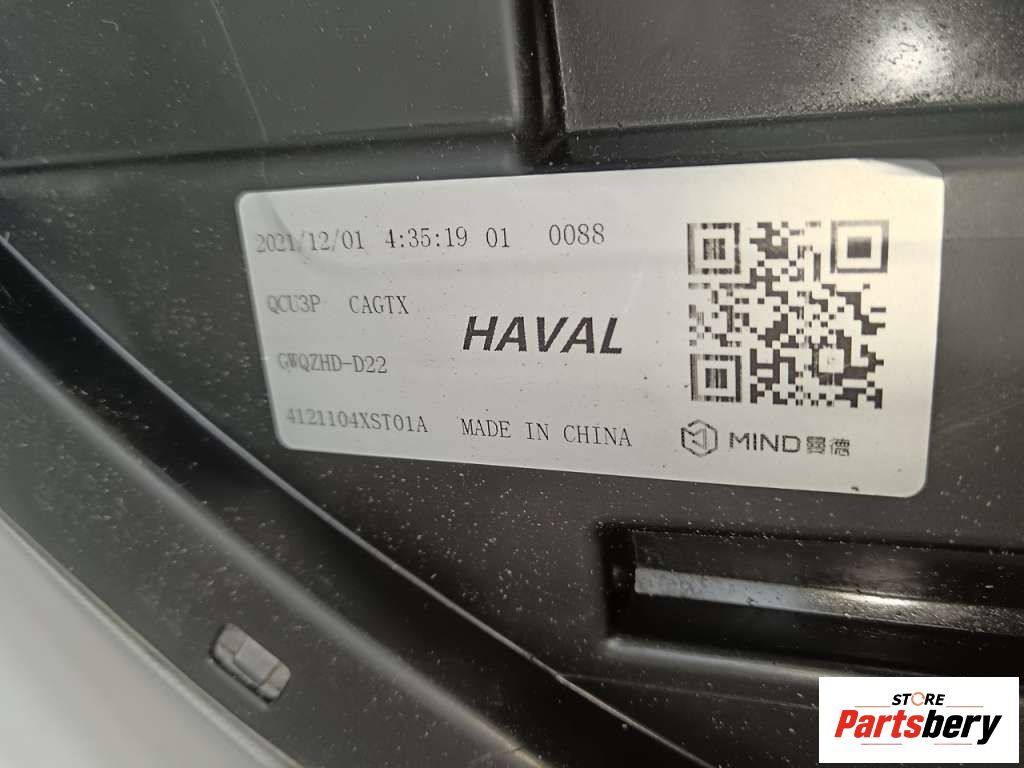 2021/12/01 4:35:19 01 0088
QCU3P CAGTX
HAVAL
GWQZHD-D22
4121104XST01A MADE IN CHINA
MIND曼德
STORE
Partsbery